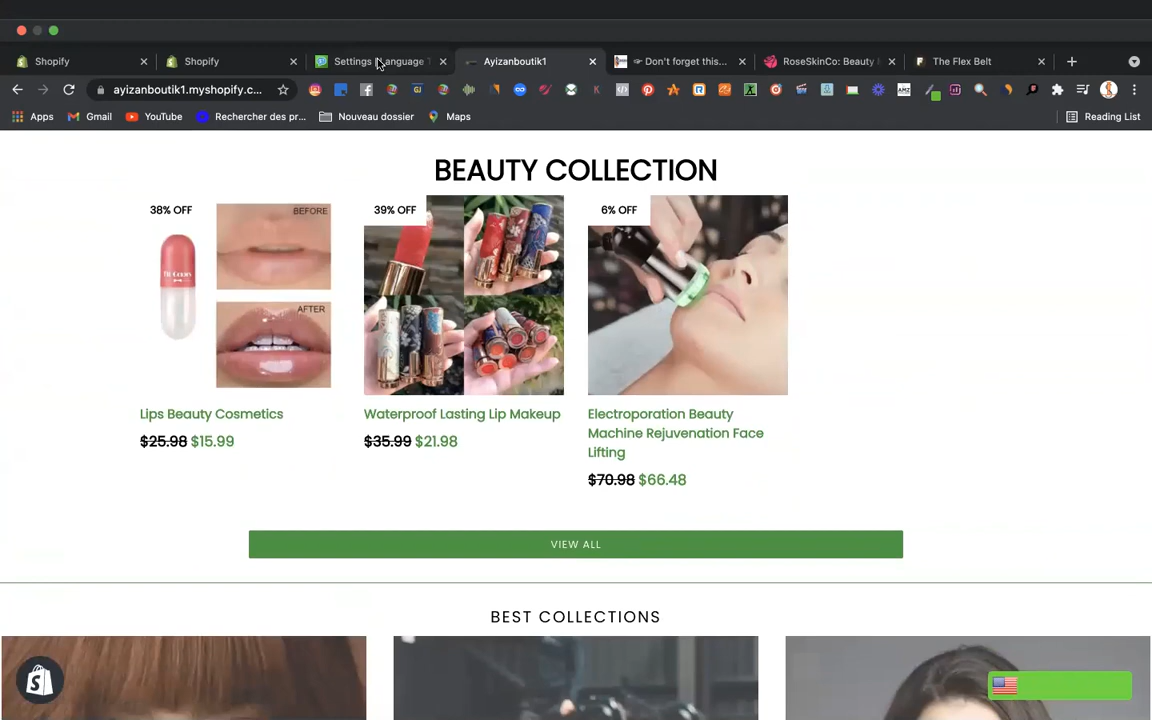 Shopify
Shopify
Settings | Language T
Ayizanboutik1
Don't forget this...
RoseSkinCo: Beauty
The Flex Belt
ayizanboutik1.myshopify.c...
Apps
Gmail
YouTube
Rechercher des pr...
Nouveau dossier
Maps
Reading List
BEAUTY COLLECTION
38% OFF
BEFORE
AFTER
39% OFF
6% OFF
Lips Beauty Cosmetics
$25.98 $15.99
Waterproof Lasting Lip Makeup
$35.99 $21.98
Electroporation Beauty
Machine Rejuvenation Face
Lifting
$70.98 $66.48
VIEW ALL
BEST COLLECTIONS